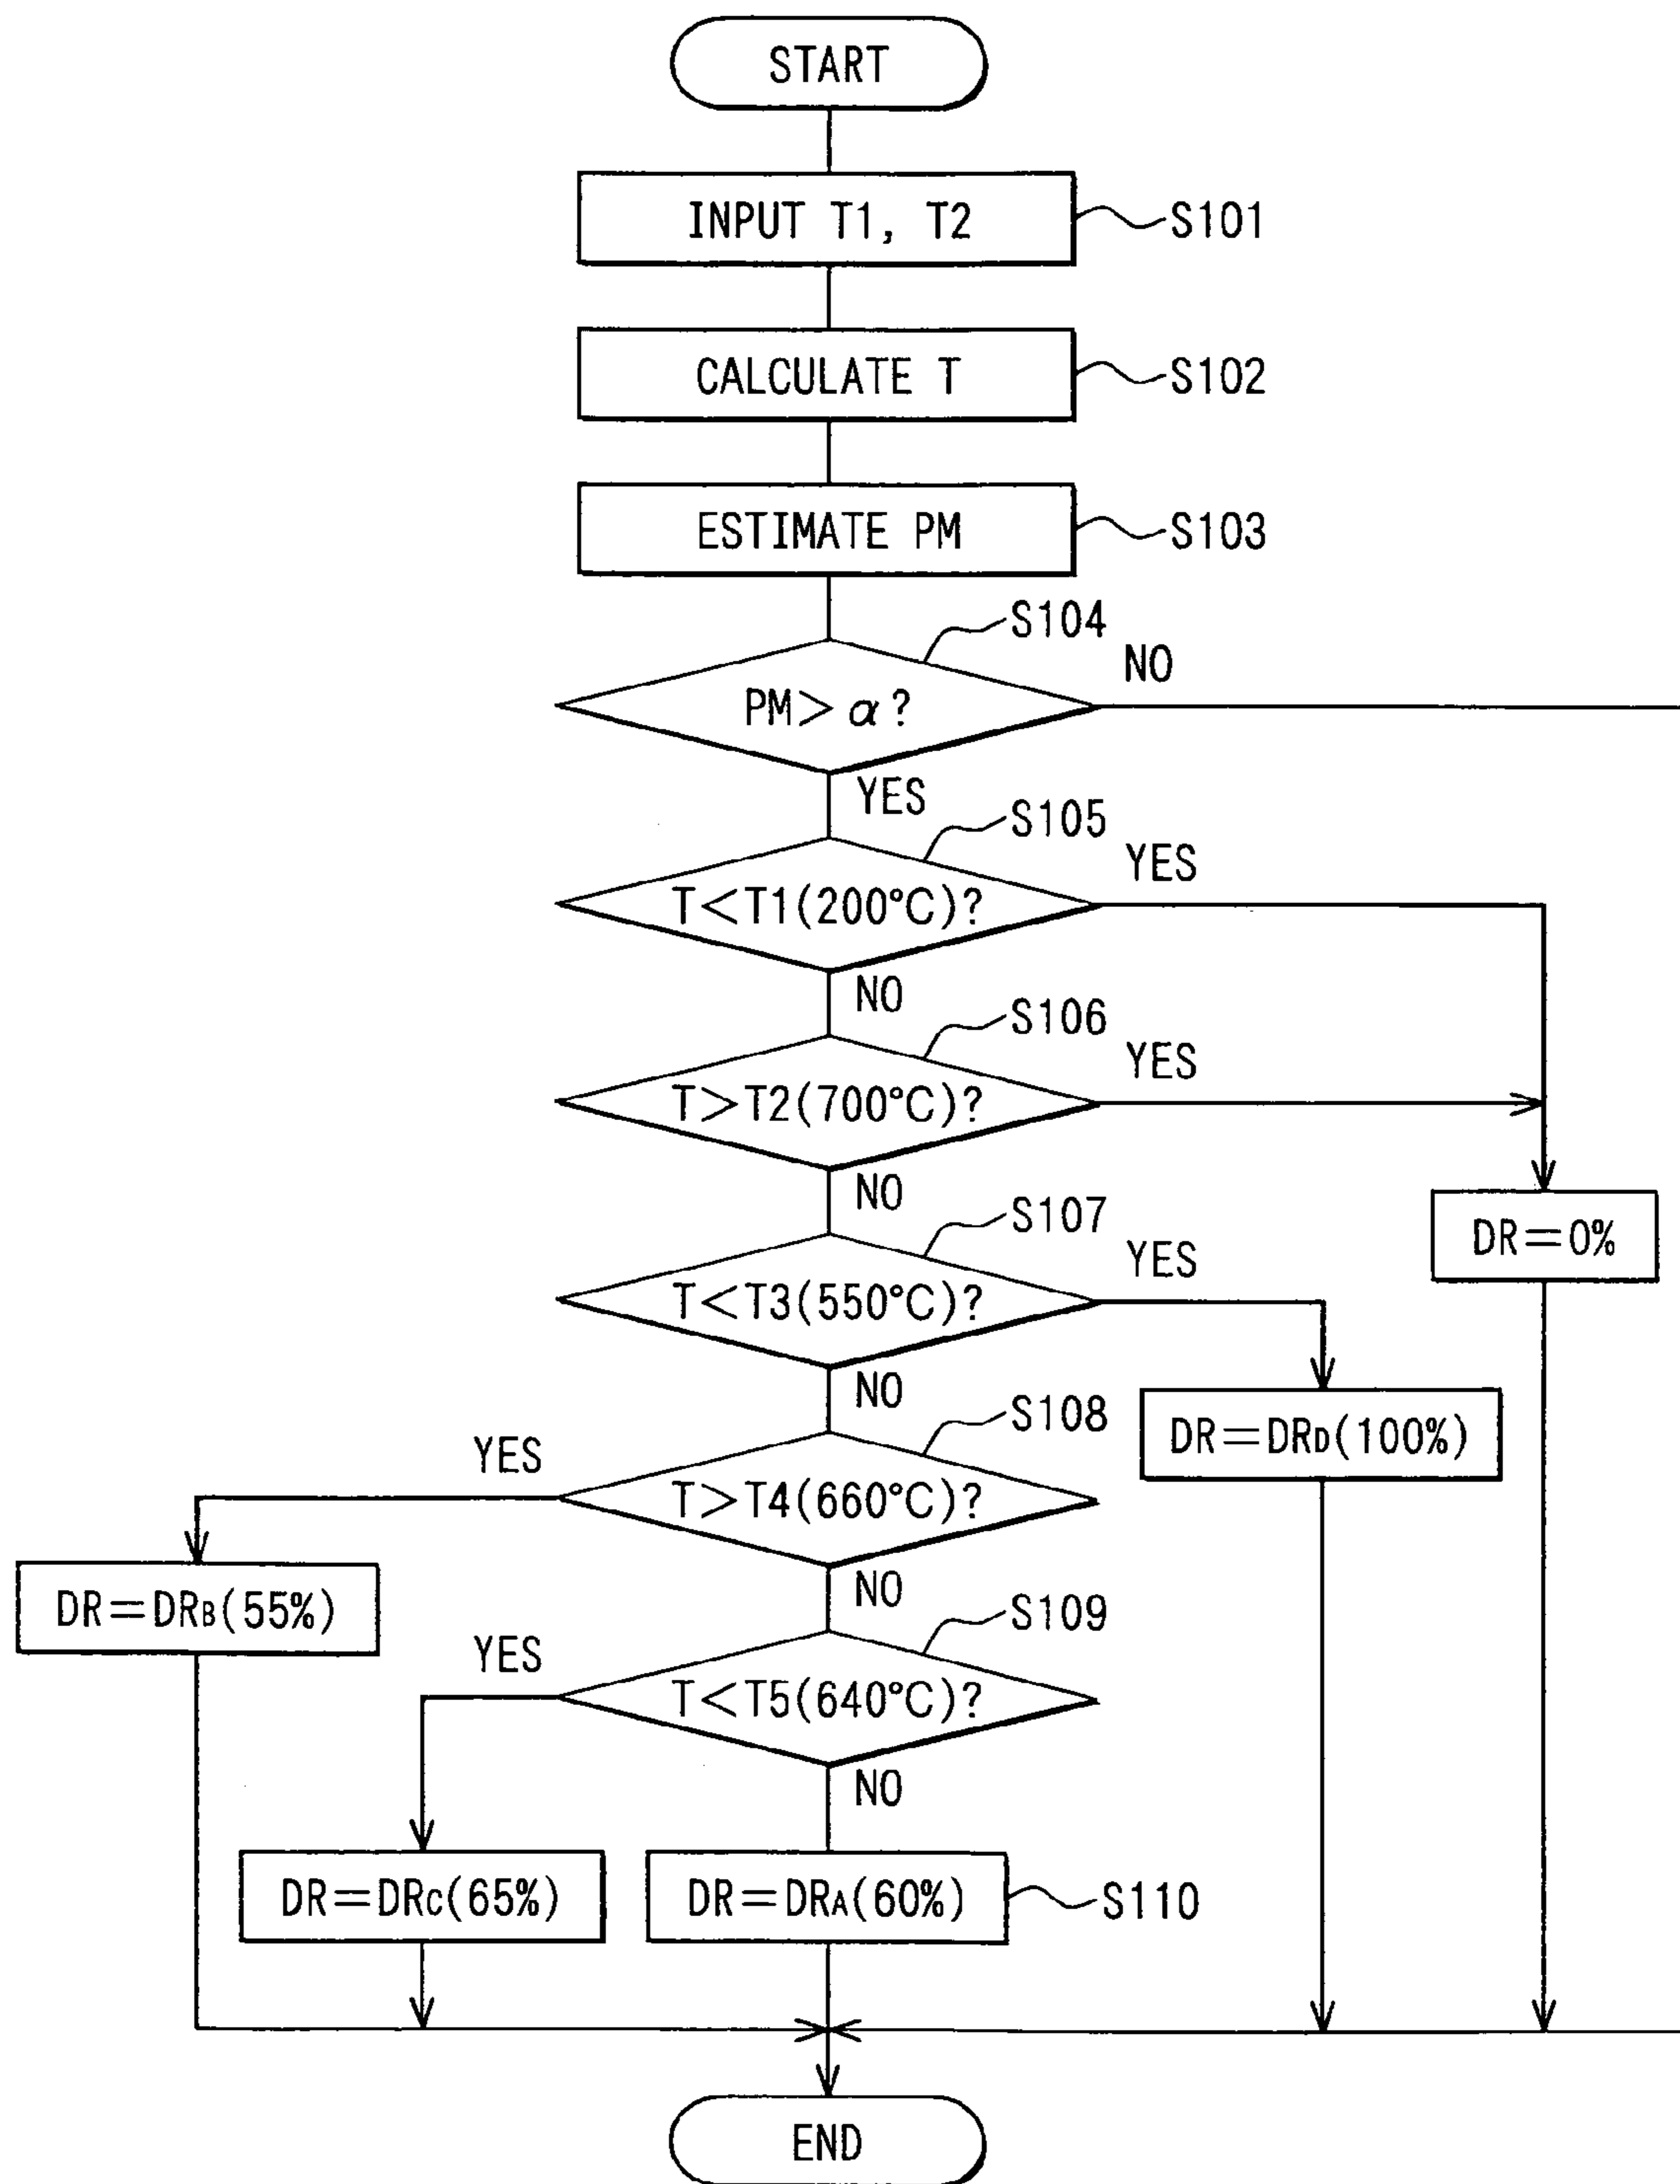 START
INPUT T1, T2
S101
CALCULATE T
S102
ESTIMATE PM
S103
S104
NO
PM>α?
YES
S105
YES
T<T1(200°C)?
NO
S106
YES
T>T2(700°C)?
NO
DR=0%
S107
YES
T<T3(550°C)?
NO
DR=DRD(100%)
S108
YES
T>T4(660°C)?
NO
DR=DRB(55%)
S109
YES
T<T5(640°C)?
NO
DR=DRC(65%)
DR=DRA(60%)
S110
END